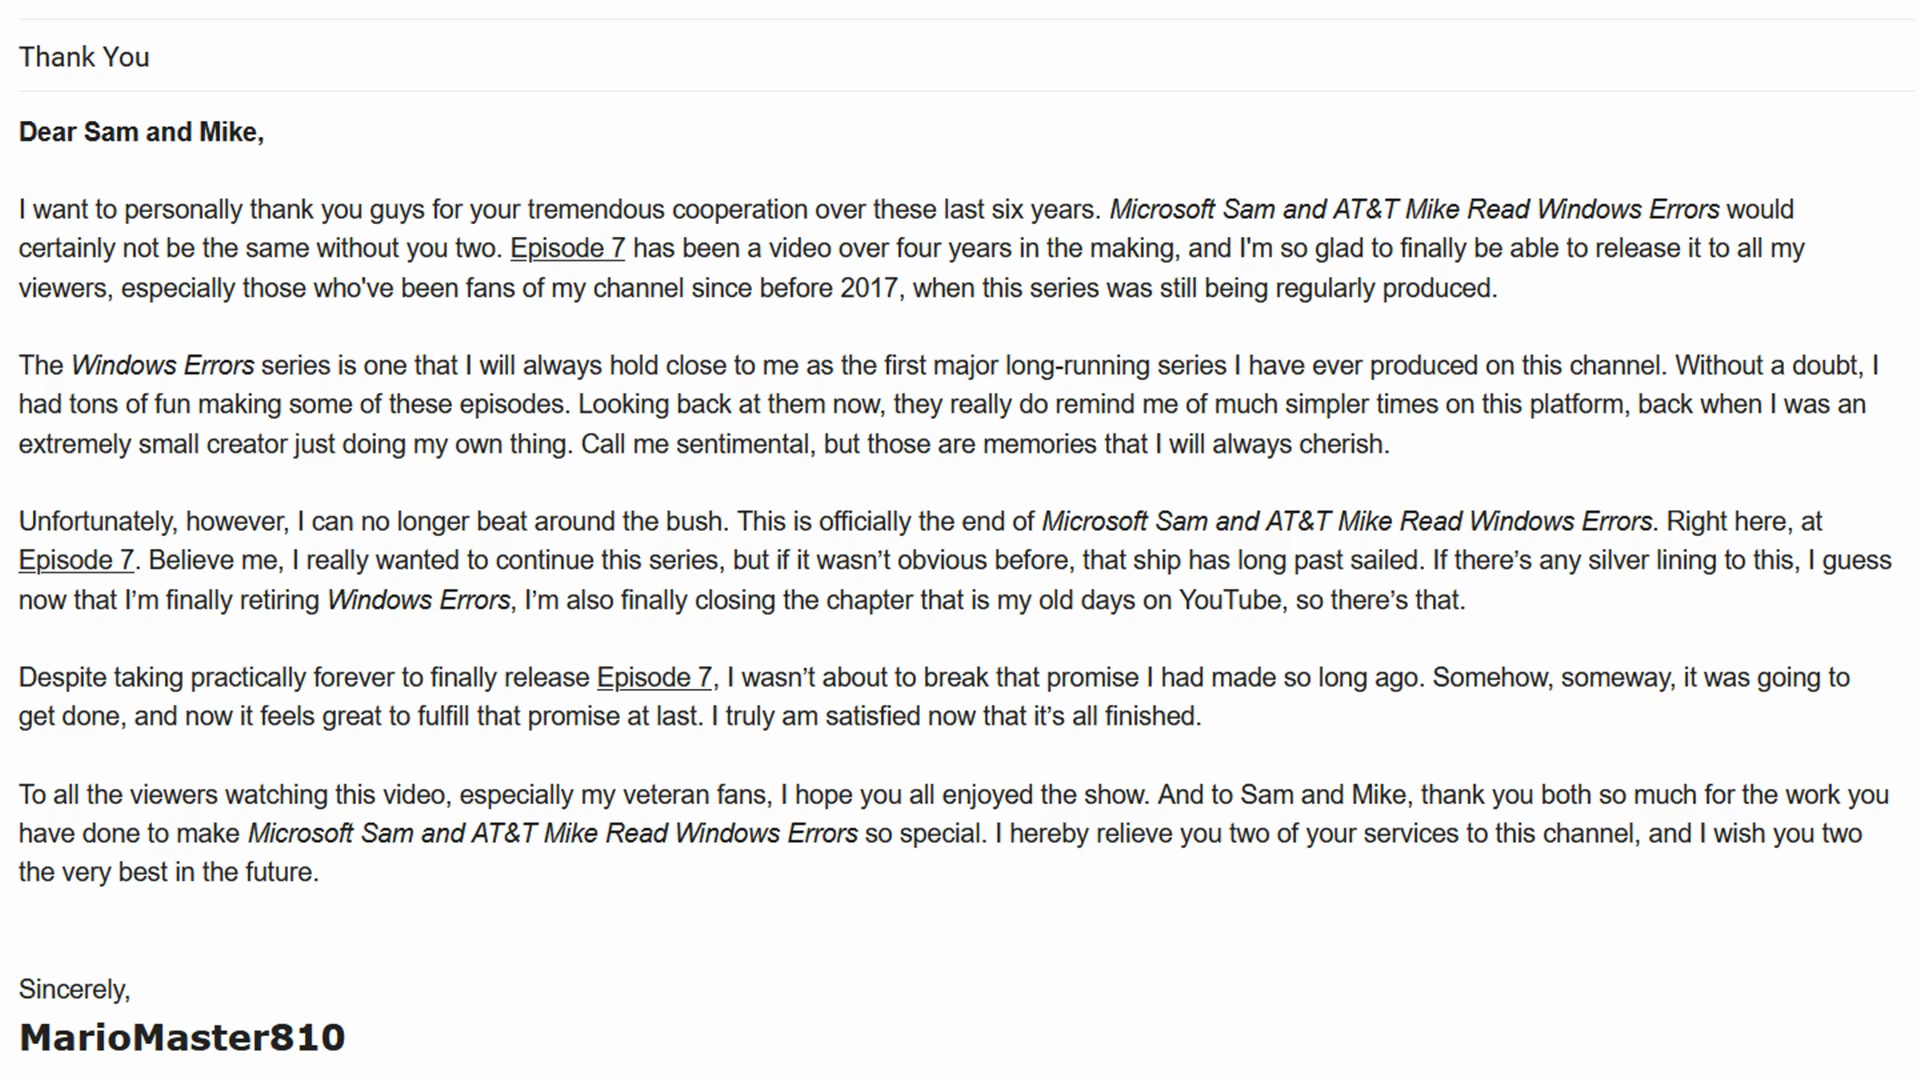 Thank You
Dear Sam and Mike,
I want to personally thank you guys for your tremendous cooperation over these last six years. Microsoft Sam and AT&T Mike Read Windows Errors would
certainly not be the same without you two. Episode 7 has been a video over four years in the making, and I'm so glad to finally be able to release it to all my
viewers, especially those who've been fans of my channel since before 2017, when this series was still being regularly produced.
The Windows Errors series is one that I will always hold close to me as the first major long-running series I have ever produced on this channel. Without a doubt, I
had tons of fun making some of these episodes. Looking back at them now, they really do remind me of much simpler times on this platform, back when I was an
extremely small creator just doing my own thing. Call me sentimental, but those are memories that I will always cherish.
Unfortunately, however, I can no longer beat around the bush. This is officially the end of Microsoft Sam and AT&T Mike Read Windows Errors. Right here, at
Episode 7. Believe me, I really wanted to continue this series, but if it wasn’t obvious before, that ship has long past sailed. If there’s any silver lining to this, I guess
now that I’m finally retiring Windows Errors, I’m also finally closing the chapter that is my old days on YouTube, so there’s that.
Despite taking practically forever to finally release Episode 7, I wasn’t about to break that promise I had made so long ago. Somehow, someway, it was going to
get done, and now it feels great to fulfill that promise at last. I truly am satisfied now that it’s all finished.
To all the viewers watching this video, especially my veteran fans, I hope you all enjoyed the show. And to Sam and Mike, thank you both so much for the work you
have done to make Microsoft Sam and AT&T Mike Read Windows Errors so special. I hereby relieve you two of your services to this channel, and I wish you two
the very best in the future.
Sincerely,
MarioMaster810